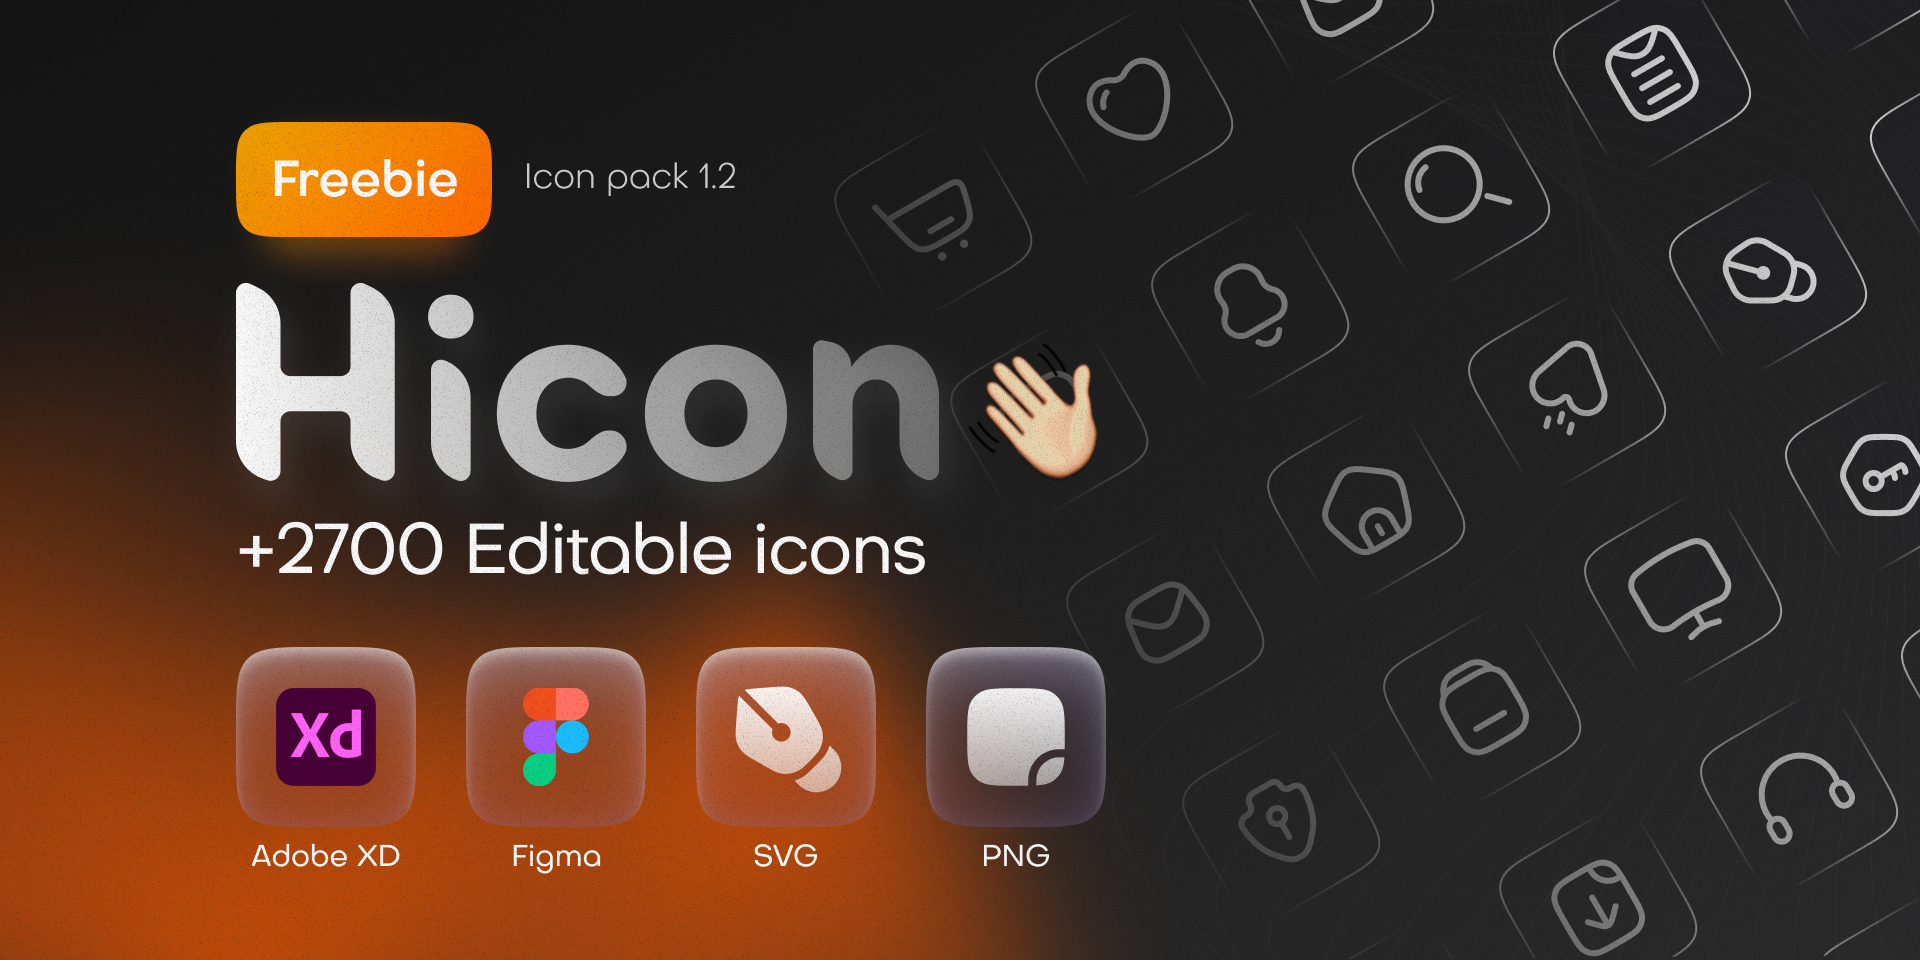 Freebie
Icon pack 1.2
Hicon
+2700 Editable icons
Xd
Adobe XD
Figma
SVG
PNG